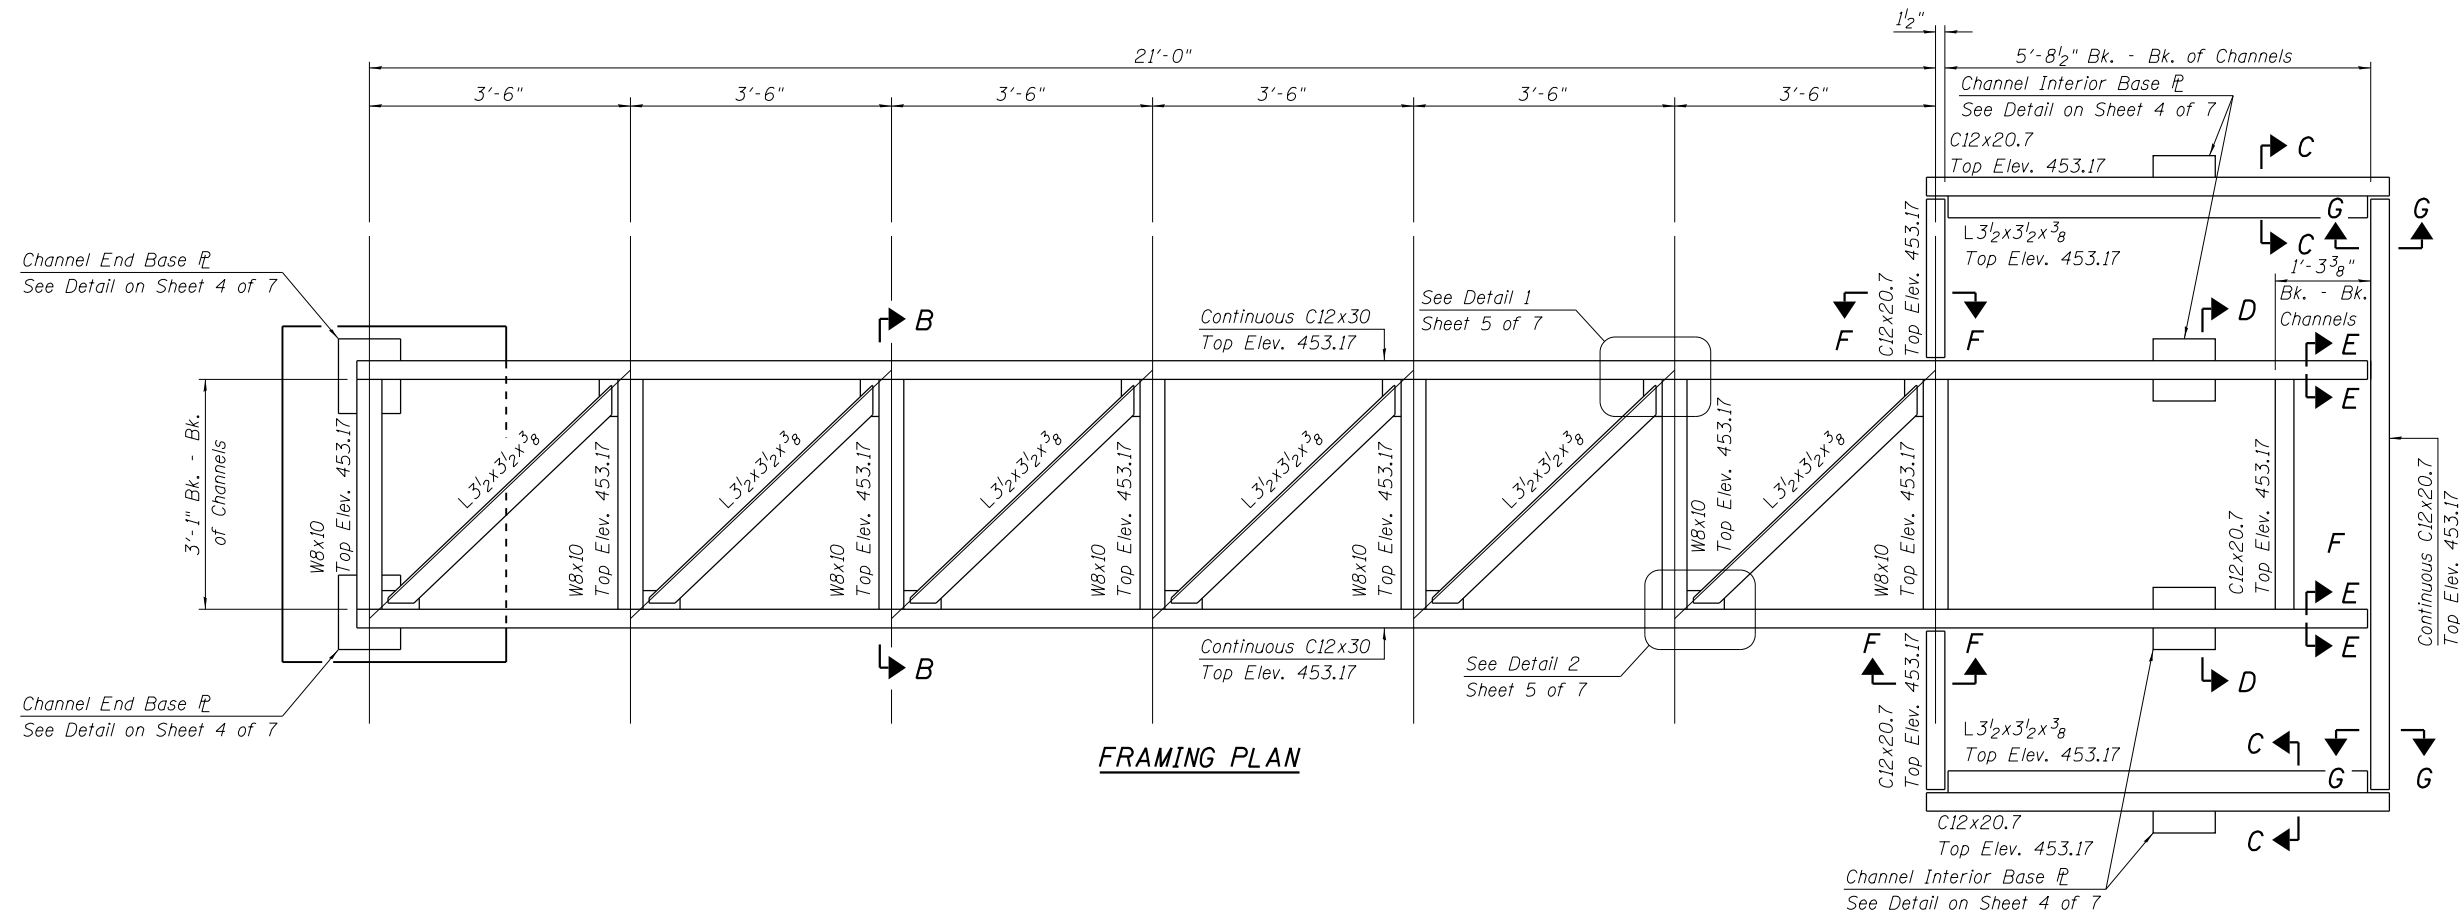 1½"
21'-0"
5'-8½" Bk. - Bk. of Channels
3'-6"
3'-6"
3'-6"
3'-6"
3'-6"
3'-6"
Channel Interior Base ℄
See Detail on Sheet 4 of 7
C12x20.7
Top Elev. 453.17
C
C
L3½x3½x⅜
Top Elev. 453.17
G
G
1'-3⅜"
Bk. - Bk.
Channels
C12x20.7
Top Elev. 453.17
Channel End Base ℄
See Detail on Sheet 4 of 7
B
Continuous C12x30
Top Elev. 453.17
See Detail 1
Sheet 5 of 7
F
F
D
E
E
3'-1" Bk. - Bk.
of Channels
W8x10
Top Elev. 453.17
L3½x3½x⅜
W8x10
Top Elev. 453.17
L3½x3½x⅜
W8x10
Top Elev. 453.17
L3½x3½x⅜
W8x10
Top Elev. 453.17
L3½x3½x⅜
W8x10
Top Elev. 453.17
L3½x3½x⅜
W8x10
Top Elev. 453.17
L3½x3½x⅜
W8x10
Top Elev. 453.17
C12x20.7
Top Elev. 453.17
F
Continuous C12x20.7
Top Elev. 453.17
E
E
B
Continuous C12x30
Top Elev. 453.17
See Detail 2
Sheet 5 of 7
F
F
D
C12x20.7
Top Elev. 453.17
Channel End Base ℄
See Detail on Sheet 4 of 7
L3½x3½x⅜
Top Elev. 453.17
C
G
G
FRAMING PLAN
C12x20.7
Top Elev. 453.17
C
Channel Interior Base ℄
See Detail on Sheet 4 of 7